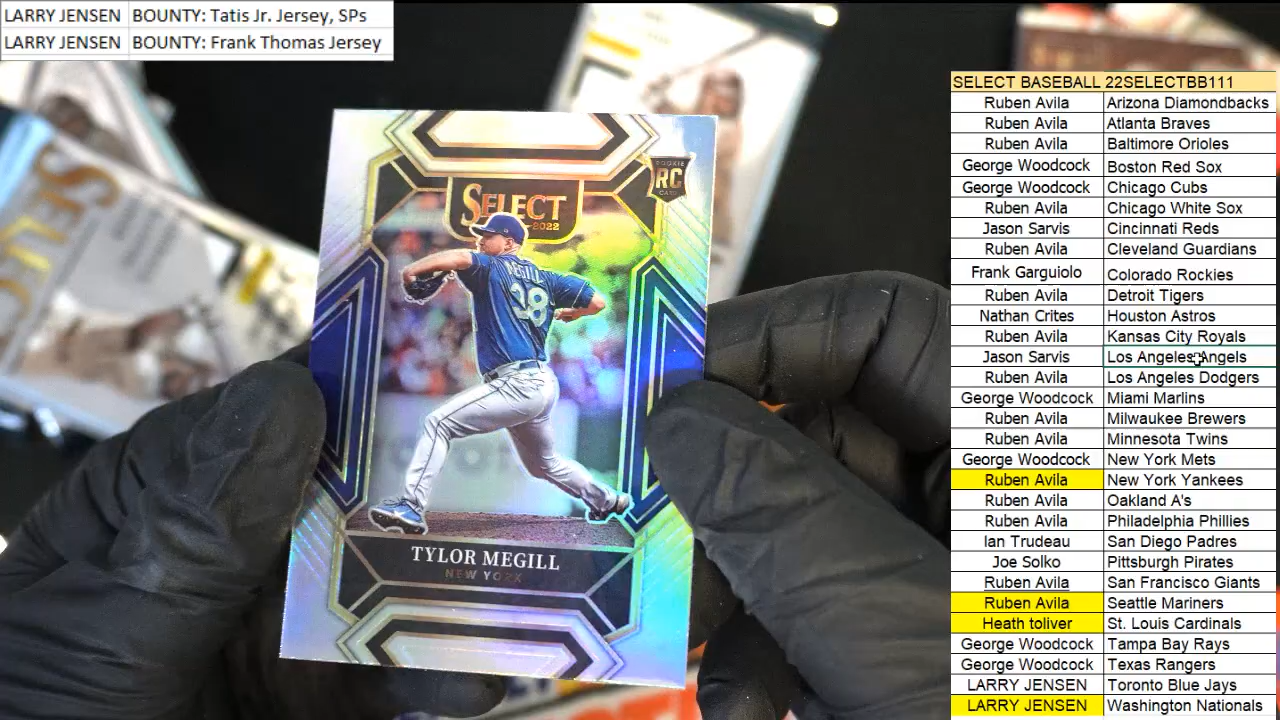 LARRY JENSEN BOUNTY: Tatis Jr. Jersey, SPs
LARRY JENSEN BOUNTY: Frank Thomas Jersey
SELECT BASEBALL 22SELECTBB111
Ruben Avila Arizona Diamondbacks
Ruben Avila Atlanta Braves
Ruben Avila Baltimore Orioles
George Woodcock Boston Red Sox
George Woodcock Chicago Cubs
Ruben Avila Chicago White Sox
Jason Sarvis Cincinnati Reds
Ruben Avila Cleveland Guardians
Frank Garguiolo Colorado Rockies
Ruben Avila Detroit Tigers
Nathan Crites Houston Astros
Ruben Avila Kansas City Royals
Jason Sarvis Los Angeles Angels
Ruben Avila Los Angeles Dodgers
George Woodcock Miami Marlins
Ruben Avila Milwaukee Brewers
Ruben Avila Minnesota Twins
George Woodcock New York Mets
Ruben Avila New York Yankees
Ruben Avila Oakland A's
Ruben Avila Philadelphia Phillies
Ian Trudeau San Diego Padres
Joe Solko Pittsburgh Pirates
Ruben Avila San Francisco Giants
Ruben Avila Seattle Mariners
Heath toliver St. Louis Cardinals
George Woodcock Tampa Bay Rays
George Woodcock Texas Rangers
LARRY JENSEN Toronto Blue Jays
LARRY JENSEN Washington Nationals
ROOKIE
RC
CARD
SELECT
2022
MEGILL
38
TYLOR MEGILL
NEW YORK